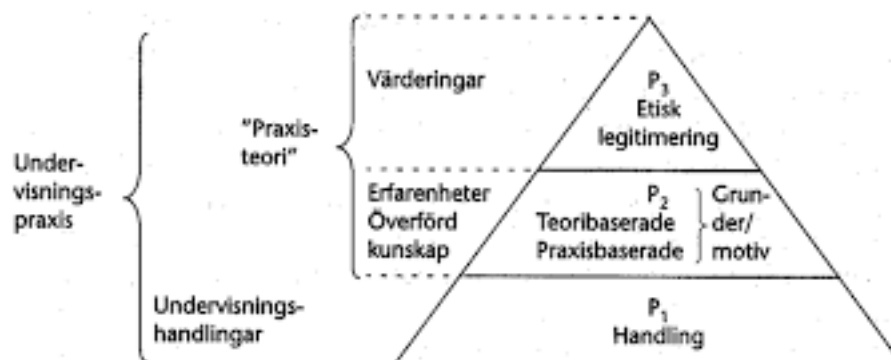 Under-
visnings-
praxis
"Praxis-
teori"
Undervisnings-
handlingar
Värderingar
Erfarenheter
Överförd
kunskap
P3
Etisk
legitimering
P2
Teoribaserade
Praxisbaserade
Grun-
der/
motiv
P1
Handling